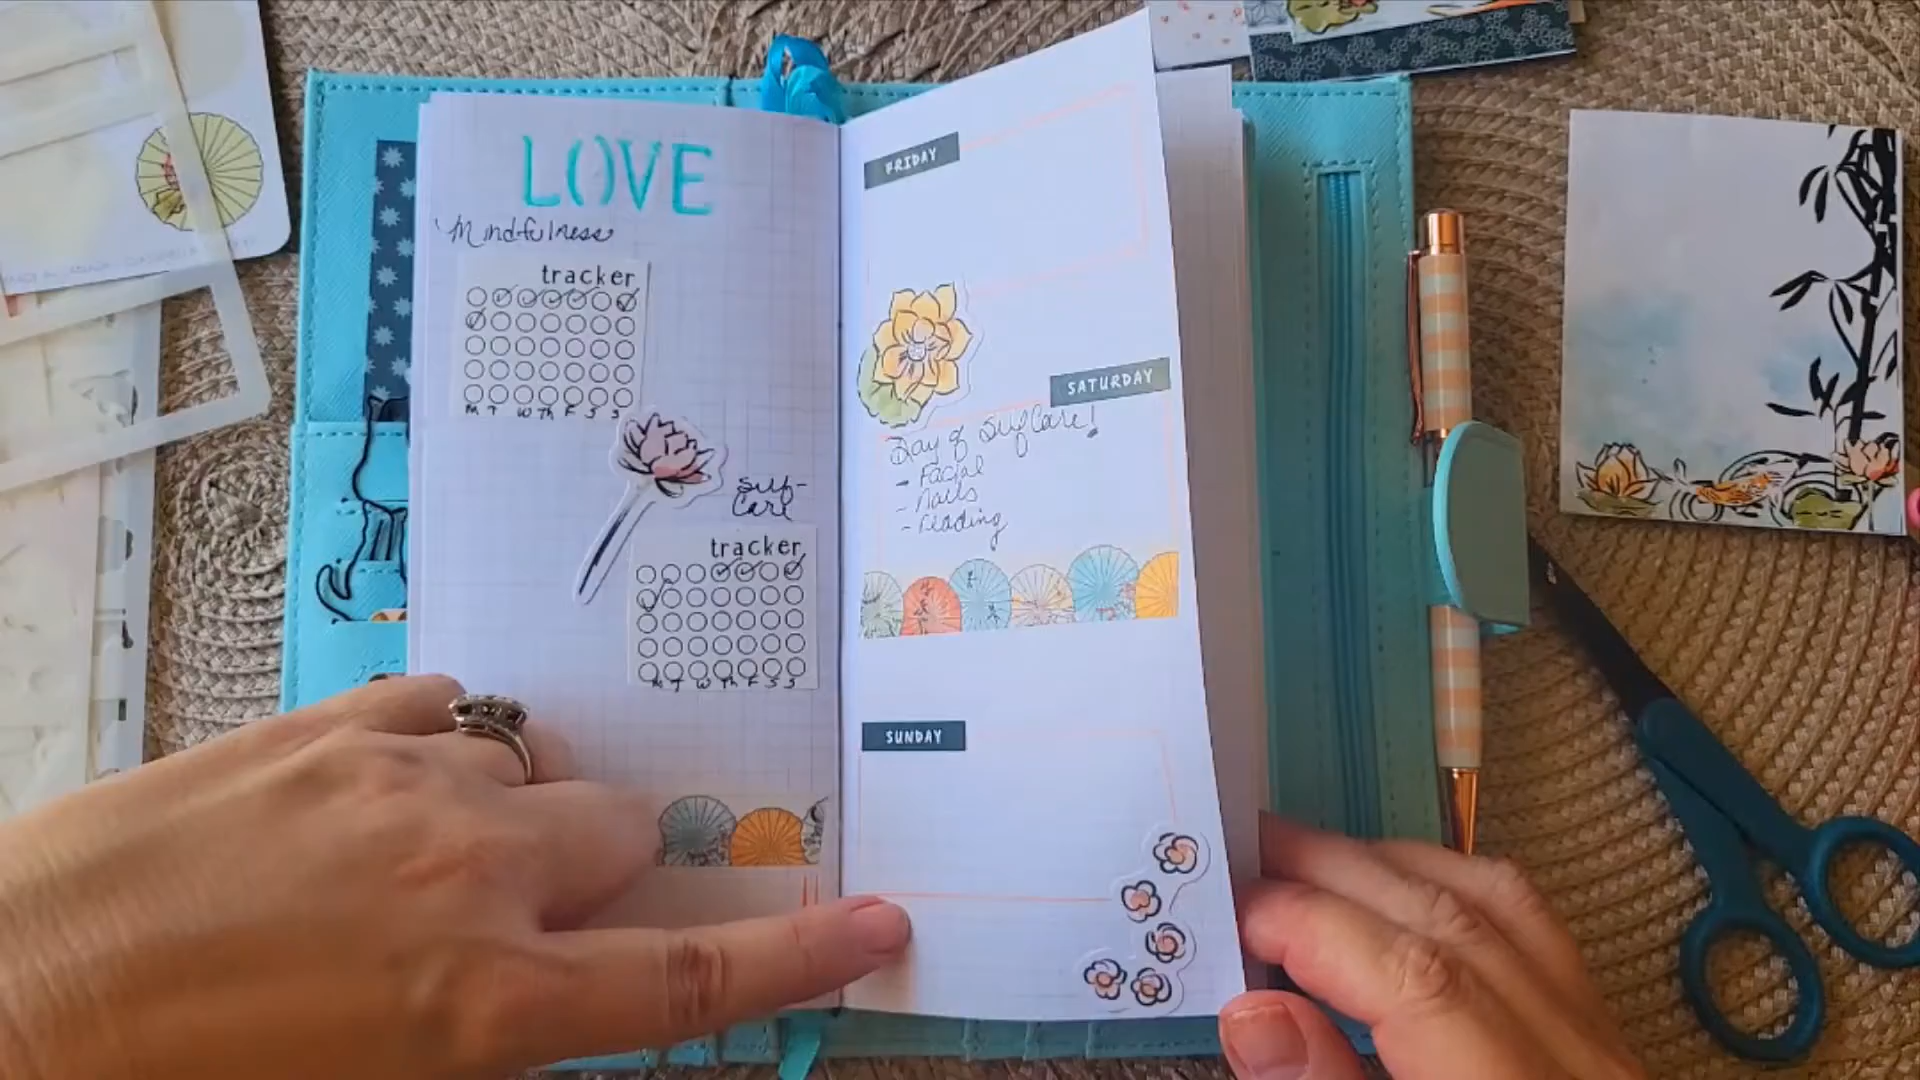 LOVE
Mindfulness
tracker
M T W Th F S S
Self-
Care
tracker
M T W Th F S S
FRIDAY
SATURDAY
Day of Self Care!
- Facial
- Nails
- reading
SUNDAY